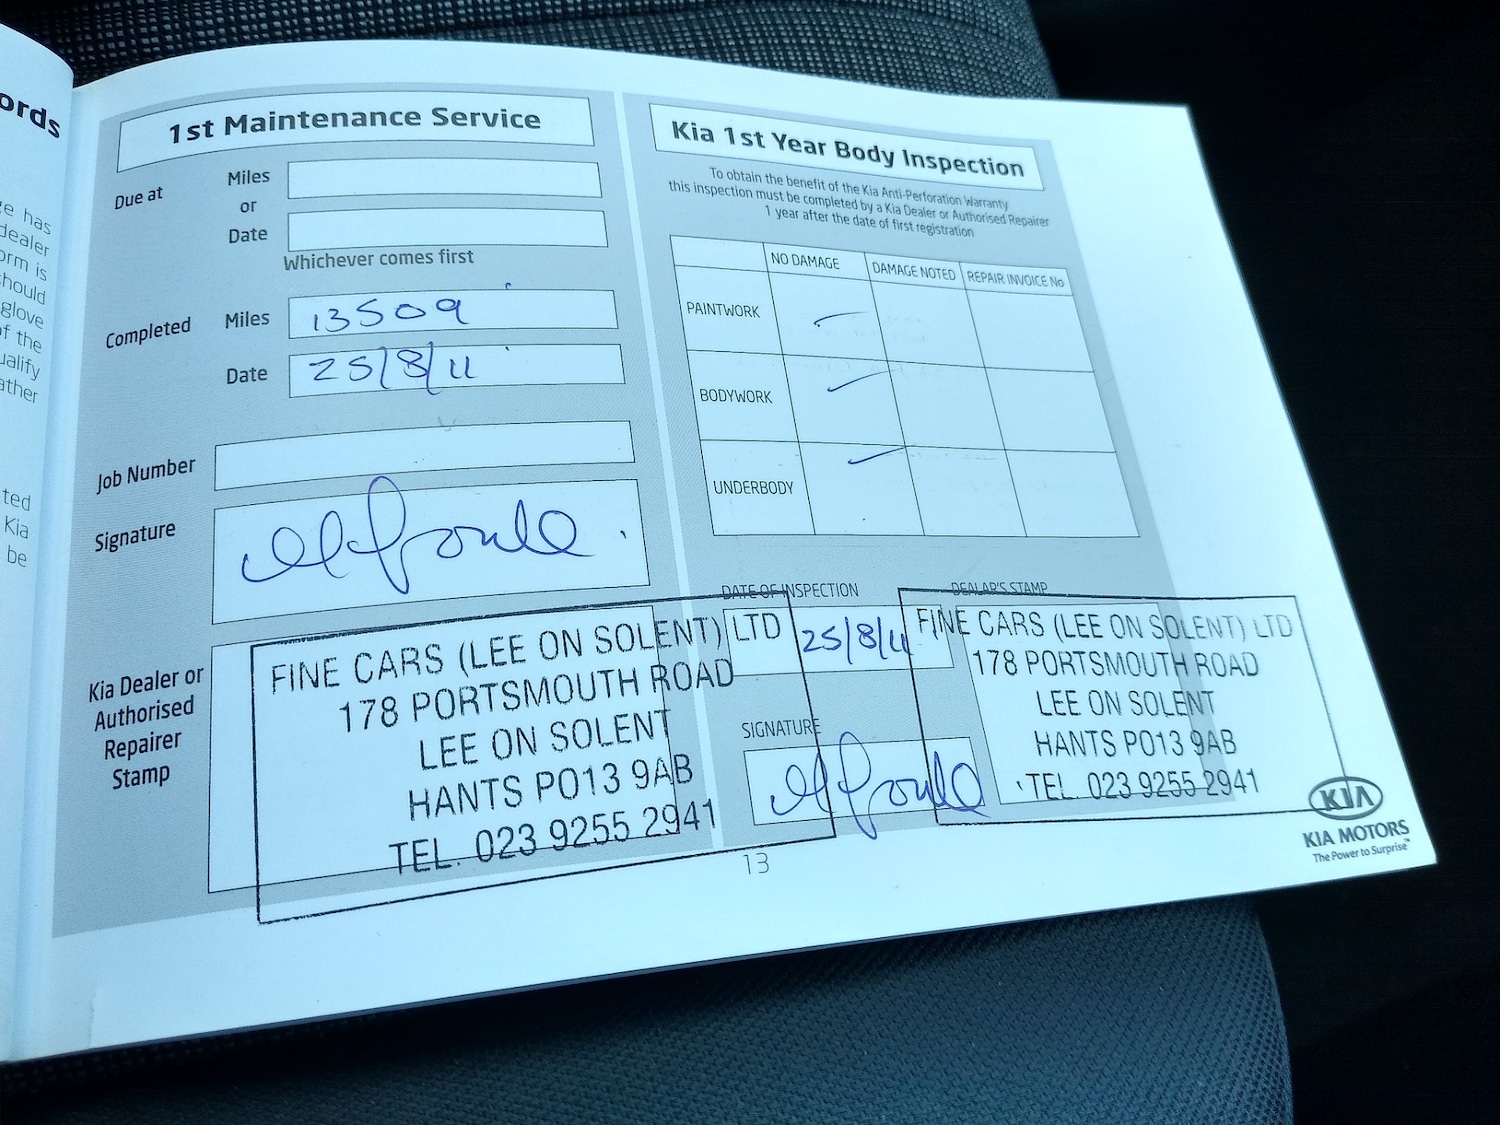 ords
ge has
dealer
orm is
should
glove
of the
ualify
ather
ted
Kia
be
1st Maintenance Service
Due at
Miles
or
Date
Whichever comes first
Completed
Miles 13509
Date 25/8/11
Job Number
Signature
Kia Dealer or
Authorised
Repairer
Stamp
FINE CARS (LEE ON SOLENT) LTD
178 PORTSMOUTH ROAD
LEE ON SOLENT
HANTS PO13 9AB
TEL. 023 9255 2941
Kia 1st Year Body Inspection
To obtain the benefit of the Kia Anti-Perforation Warranty
this inspection must be completed by a Kia Dealer or Authorised Repairer
1 year after the date of first registration
NO DAMAGE DAMAGE NOTED REPAIR INVOICE No
PAINTWORK
BODYWORK
UNDERBODY
DATE OF INSPECTION
25/8/11
SIGNATURE
DEALAR'S STAMP
FINE CARS (LEE ON SOLENT) LTD
178 PORTSMOUTH ROAD
LEE ON SOLENT
HANTS PO13 9AB
TEL. 023 9255 2941
13
KIA
KIA MOTORS
The Power to Surprise™